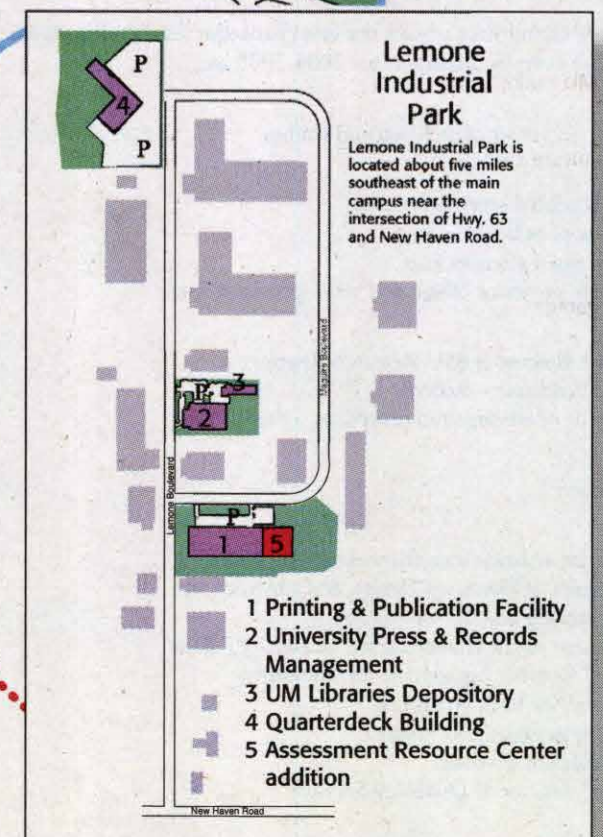 Lemone
Industrial
Park
Lemone Industrial Park is
located about five miles
southeast of the main
campus near the
intersection of Hwy. 63
and New Haven Road.
P
4
P
Maguire Boulevard
3
P
2
Lemone Boulevard
P
1
5
1 Printing & Publication Facility
2 University Press & Records
Management
3 UM Libraries Depository
4 Quarterdeck Building
5 Assessment Resource Center
addition
New Haven Road